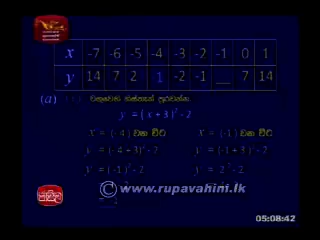 x -7 -6 -5 -4 -3 -2 -1 0 1
y 14 7 2 1 -2 -1 __ 7 14
(a)
y = (x + 3)² - 2
x = (-4) වන විට x = (-1) වන විට
y = (-4 + 3)² - 2 y = (-1 + 3)² - 2
y = (-1)² - 2 y = 2² - 2
© www.rupavahini.lk
05:08:42